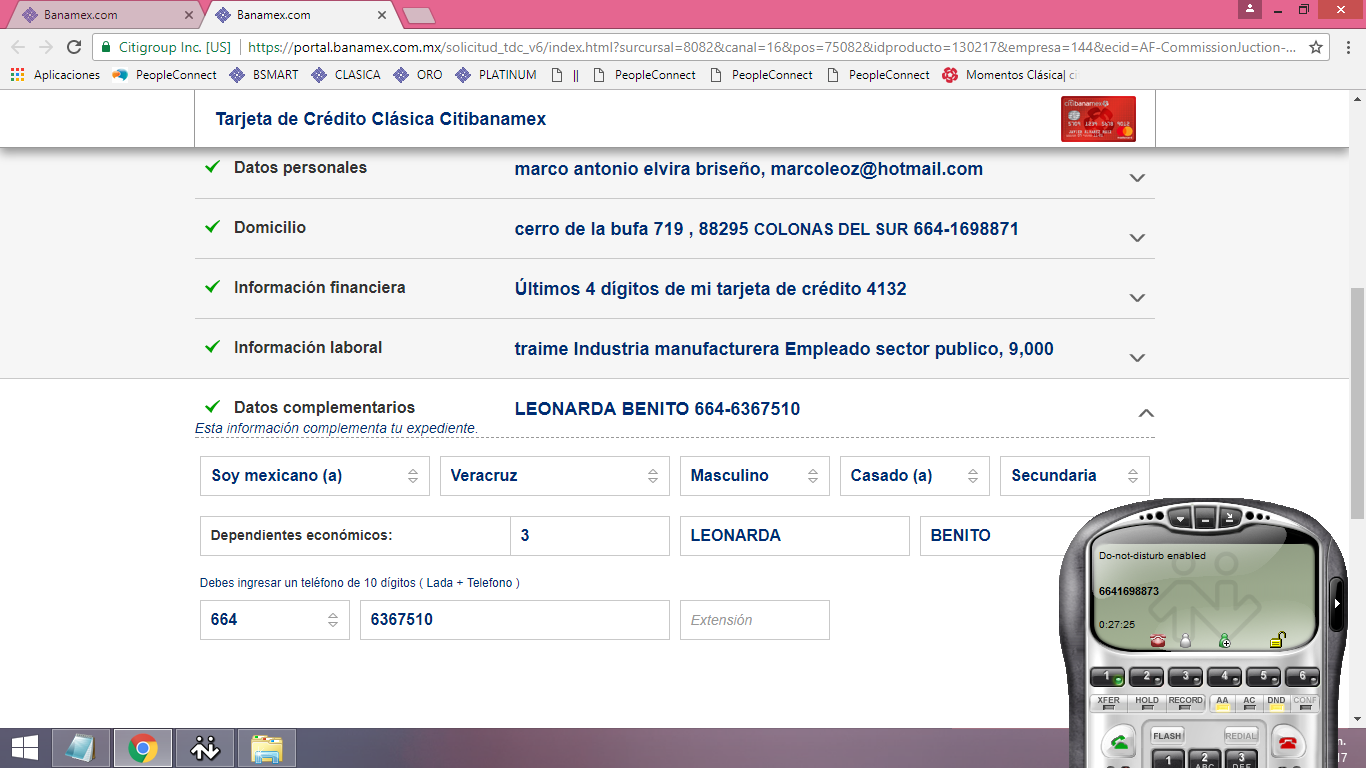 Banamex.com
Banamex.com
Citigroup Inc. [US] https://portal.banamex.com.mx/solicitud_tdc_v6/index.html?surcursal=8082&canal=16&pos=75082&idproducto=130217&empresa=144&ecid=AF-CommissionJuction-...
Aplicaciones PeopleConnect BSMART CLASICA ORO PLATINUM || PeopleConnect PeopleConnect PeopleConnect Momentos Clásica| ci
Tarjeta de Crédito Clásica Citibanamex
citibanamex
Datos personales marco antonio elvira briseño, marcoleoz@hotmail.com
Domicilio cerro de la bufa 719 , 88295 COLONAS DEL SUR 664-1698871
Información financiera Últimos 4 dígitos de mi tarjeta de crédito 4132
Información laboral traime Industria manufacturera Empleado sector publico, 9,000
Datos complementarios LEONARDA BENITO 664-6367510
Esta información complementa tu expediente.
Soy mexicano (a) Veracruz Masculino Casado (a) Secundaria
Dependientes económicos: 3 LEONARDA BENITO
Debes ingresar un teléfono de 10 dígitos ( Lada + Telefono )
664 6367510 Extensión
Do-not-disturb enabled
6641698873
0:27:25
1 2 3 4 5 6
XFER HOLD RECORD AA AC DND CONF
FLASH REDIAL
1 2 3
ABC DEF
n.
17